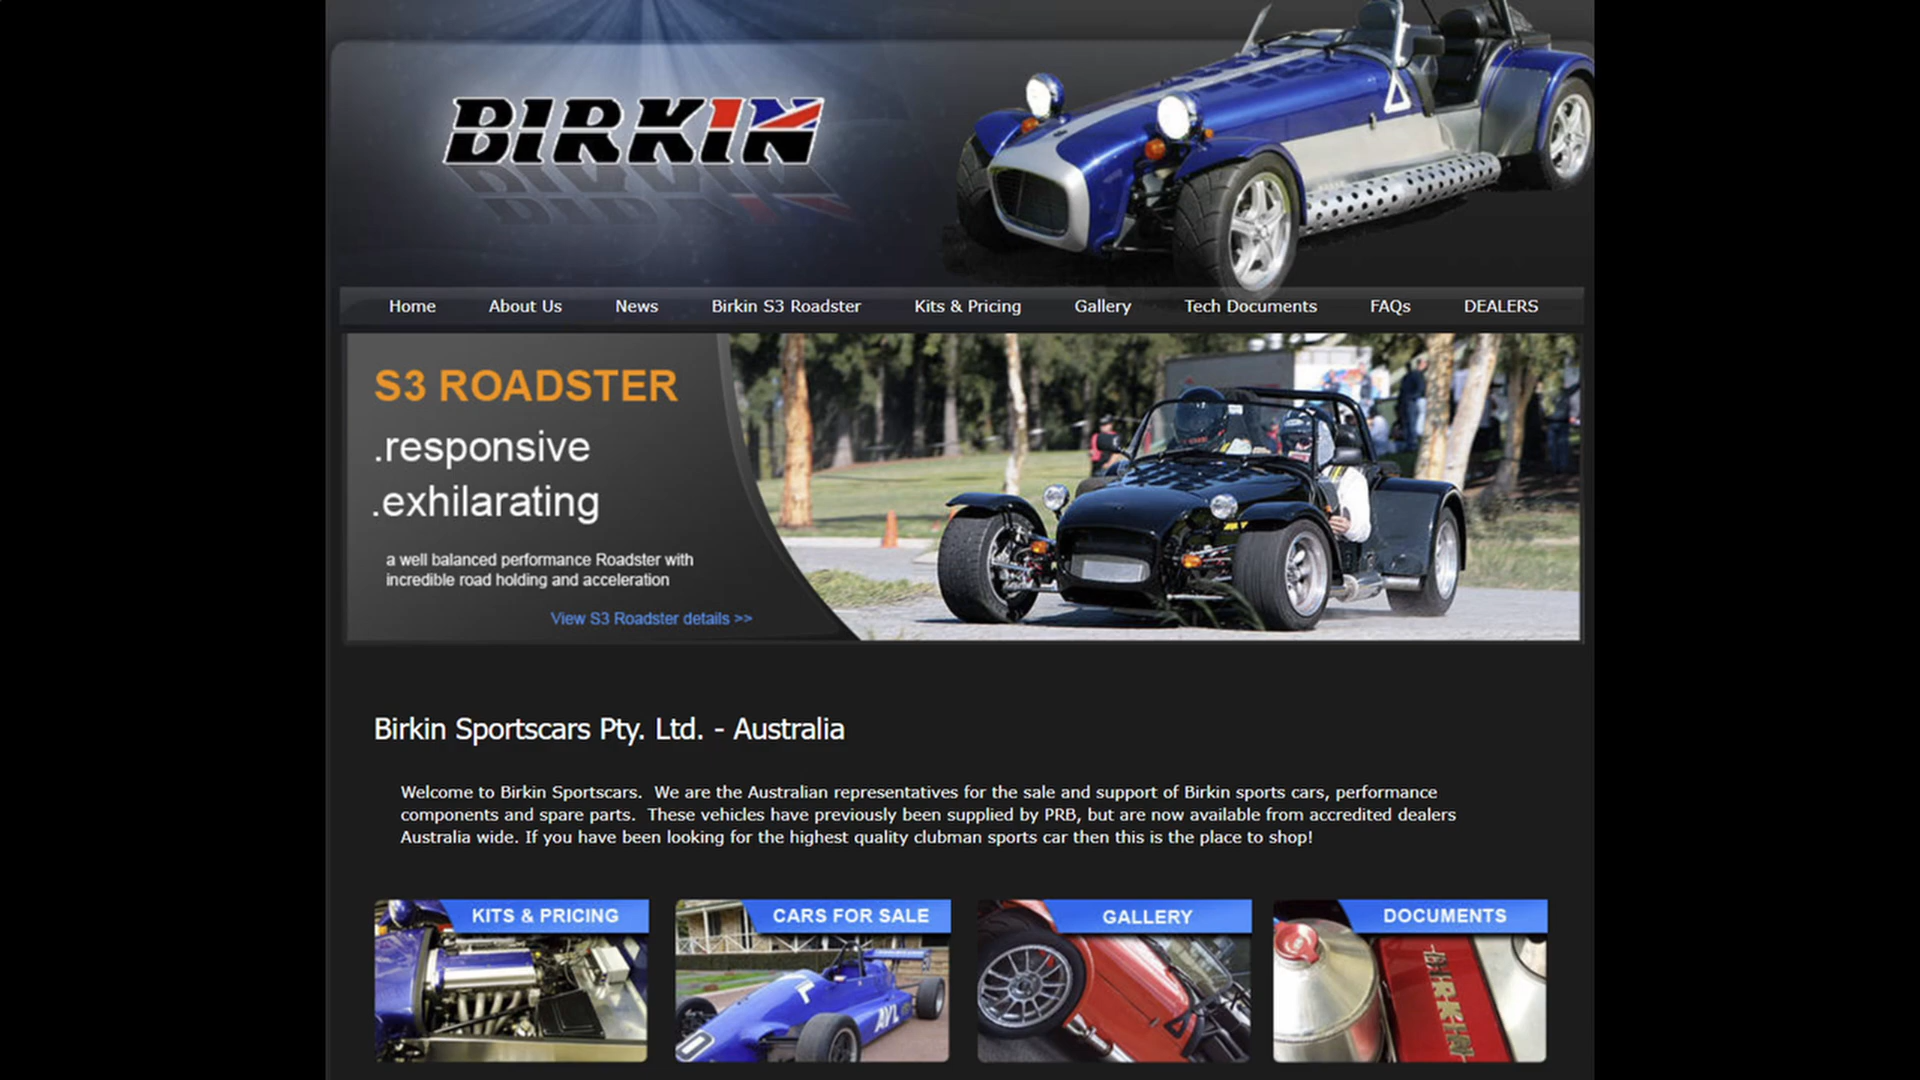 BIRKIN
Home About Us News Birkin S3 Roadster Kits & Pricing Gallery Tech Documents FAQs DEALERS
S3 ROADSTER
.responsive
.exhilarating
a well balanced performance Roadster with
incredible road holding and acceleration
View S3 Roadster details >>
Birkin Sportscars Pty. Ltd. - Australia
Welcome to Birkin Sportscars.  We are the Australian representatives for the sale and support of Birkin sports cars, performance
components and spare parts.  These vehicles have previously been supplied by PRB, but are now available from accredited dealers
Australia wide. If you have been looking for the highest quality clubman sports car then this is the place to shop!
KITS & PRICING CARS FOR SALE GALLERY DOCUMENTS
AVL
BIRKIN